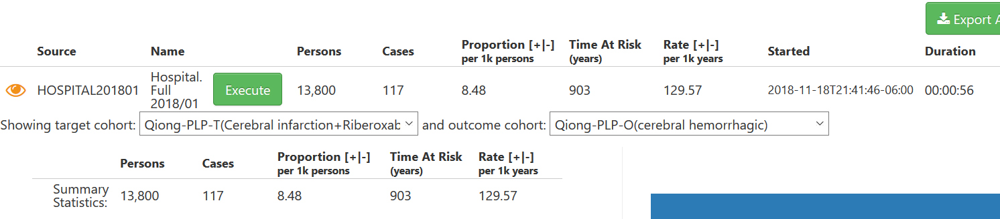 Export A
Source Name Persons Cases Proportion [+|-] Time At Risk Rate [+|-] Started Duration
per 1k persons (years) per 1k years
HOSPITAL201801 Hospital. Full 2018/01 Execute 13,800 117 8.48 903 129.57 2018-11-18T21:41:46-06:00 00:00:56
Showing target cohort: Qiong-PLP-T(Cerebral infarction+Riberoxab and outcome cohort: Qiong-PLP-O(cerebral hemorrhagic)
Persons Cases Proportion [+|-] Time At Risk Rate [+|-]
per 1k persons (years) per 1k years
Summary Statistics: 13,800 117 8.48 903 129.57